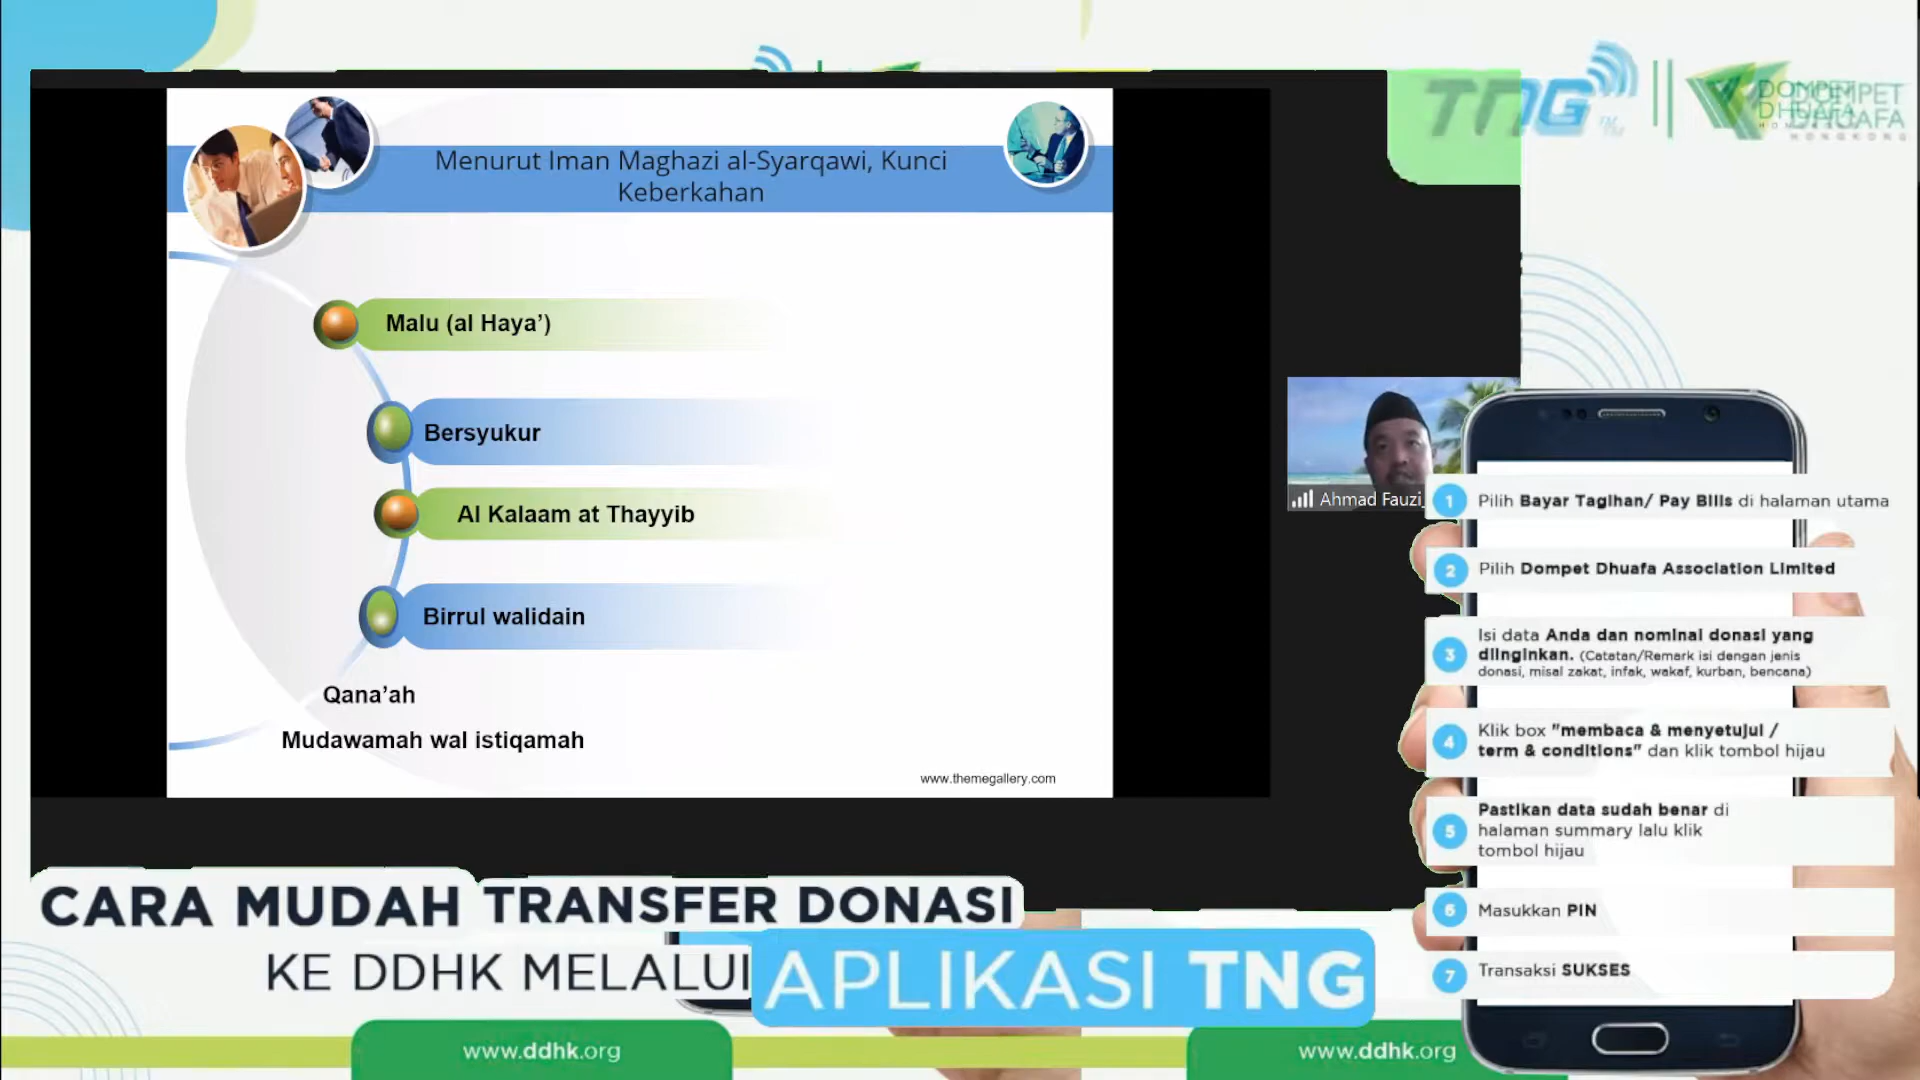 TNG
DOMPET
DHUAFA
HONGKONG
Menurut Iman Maghazi al-Syarqawi, Kunci
Keberkahan
Malu (al Haya’)
Bersyukur
Al Kalaam at Thayyib
Birrul walidain
Qana’ah
Mudawamah wal istiqamah
www.themegallery.com
Ahmad Fauzi
1 Pilih Bayar Tagihan/ Pay Bills di halaman utama
2 Pilih Dompet Dhuafa Association Limited
3 Isi data Anda dan nominal donasi yang
diinginkan. (Catatan/Remark isi dengan jenis
donasi, misal zakat, infak, wakaf, kurban, bencana)
4 Klik box "membaca & menyetujui /
term & conditions" dan klik tombol hijau
5 Pastikan data sudah benar di
halaman summary lalu klik
tombol hijau
6 Masukkan PIN
7 Transaksi SUKSES
CARA MUDAH TRANSFER DONASI
KE DDHK MELALUI APLIKASI TNG
www.ddhk.org
www.ddhk.org